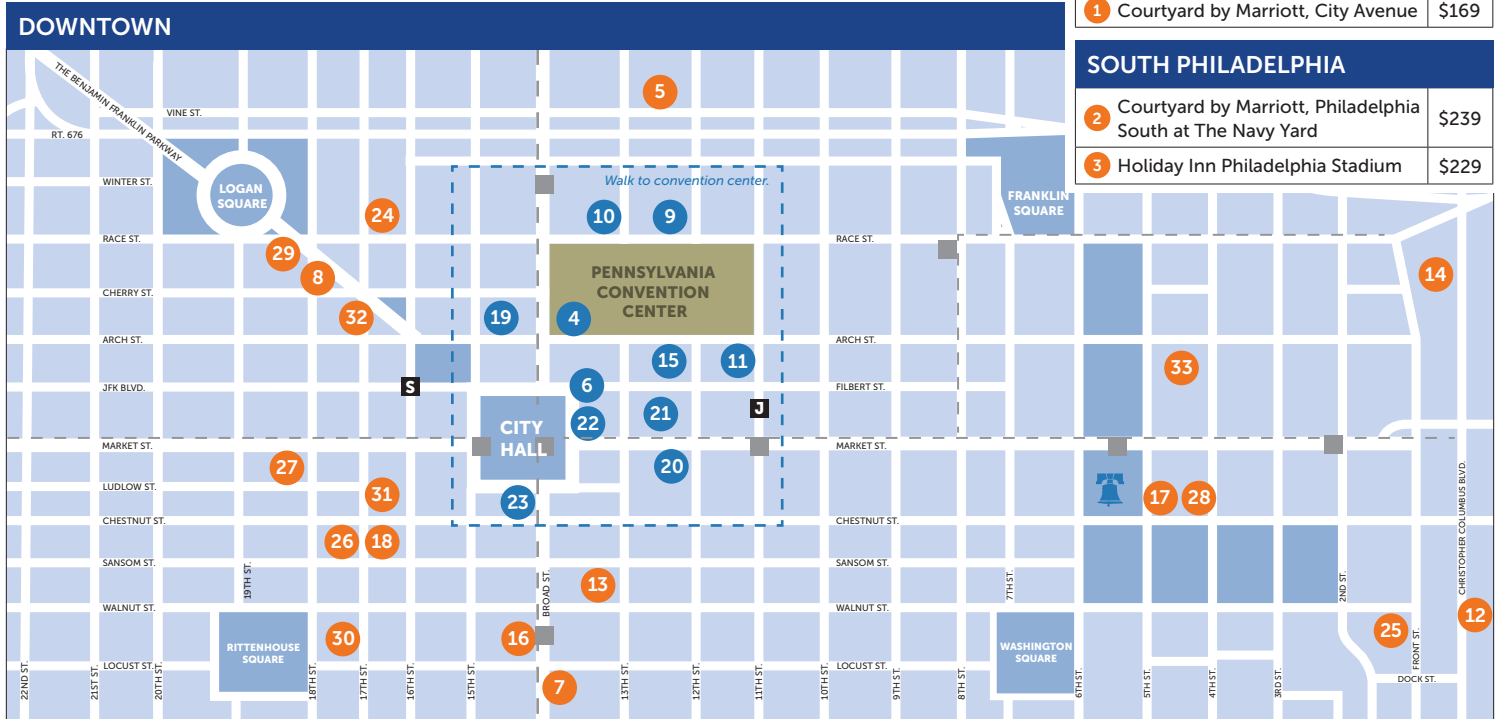 DOWNTOWN
1 Courtyard by Marriott, City Avenue $169
SOUTH PHILADELPHIA
2 Courtyard by Marriott, Philadelphia
South at The Navy Yard $239
3 Holiday Inn Philadelphia Stadium $229
THE BENJAMIN FRANKLIN PARKWAY
5
VINE ST.
RT. 676
WINTER ST.
Walk to convention center.
LOGAN
SQUARE
FRANKLIN
SQUARE
24
10
9
RACE ST.
RACE ST.
29
8
14
PENNSYLVANIA
CONVENTION
CENTER
CHERRY ST.
32
19
4
ARCH ST.
ARCH ST.
15
11
33
S
JFK BLVD.
6
FILBERT ST.
J
21
22
CITY
HALL
MARKET ST.
MARKET ST.
27
20
LUDLOW ST.
31
23
17
28
CHESTNUT ST.
CHESTNUT ST.
26
18
SANSOM ST.
SANSOM ST.
CHRISTOPHER COLUMBUS BLVD.
19TH ST.
BROAD ST.
13
7TH ST.
2ND ST.
WALNUT ST.
WALNUT ST.
12
30
16
25
RITTENHOUSE
SQUARE
WASHINGTON
SQUARE
FRONT ST.
LOCUST ST.
LOCUST ST.
DOCK ST.
7
22ND ST.
21ST ST.
20TH ST.
18TH ST.
17TH ST.
16TH ST.
15TH ST.
13TH ST.
12TH ST.
11TH ST.
10TH ST.
9TH ST.
8TH ST.
6TH ST.
5TH ST.
4TH ST.
3RD ST.